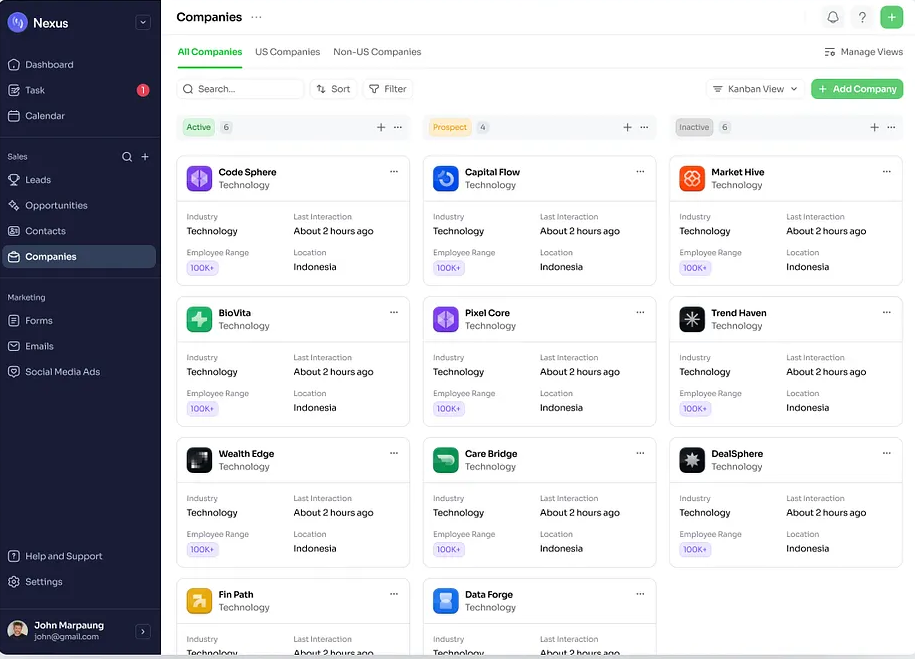 Nexus
Dashboard
Task
1
Calendar
Sales
Leads
Opportunities
Contacts
Companies
Marketing
Forms
Emails
Social Media Ads
Help and Support
Settings
John Marpaung
john@gmail.com
Companies
All Companies US Companies Non-US Companies
Manage Views
Search...
Sort
Filter
Kanban View
Add Company
Active 6
Code Sphere
Technology
Industry Last Interaction
Technology About 2 hours ago
Employee Range Location
100K+ Indonesia
BioVita
Technology
Industry Last Interaction
Technology About 2 hours ago
Employee Range Location
100K+ Indonesia
Wealth Edge
Technology
Industry Last Interaction
Technology About 2 hours ago
Employee Range Location
100K+ Indonesia
Fin Path
Technology
Industry Last Interaction
Technology About 2 hours ago
Prospect 4
Capital Flow
Technology
Industry Last Interaction
Technology About 2 hours ago
Employee Range Location
100K+ Indonesia
Pixel Core
Technology
Industry Last Interaction
Technology About 2 hours ago
Employee Range Location
100K+ Indonesia
Care Bridge
Technology
Industry Last Interaction
Technology About 2 hours ago
Employee Range Location
100K+ Indonesia
Data Forge
Technology
Industry Last Interaction
Technology About 2 hours ago
Inactive 6
Market Hive
Technology
Industry Last Interaction
Technology About 2 hours ago
Employee Range Location
100K+ Indonesia
Trend Haven
Technology
Industry Last Interaction
Technology About 2 hours ago
Employee Range Location
100K+ Indonesia
DealSphere
Technology
Industry Last Interaction
Technology About 2 hours ago
Employee Range Location
100K+ Indonesia